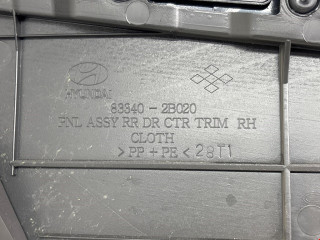 HYUNDAI
83340 - 2B020
PNL ASSY RR DR CTR TRIM RH
CLOTH
>PP + PE< 28T1